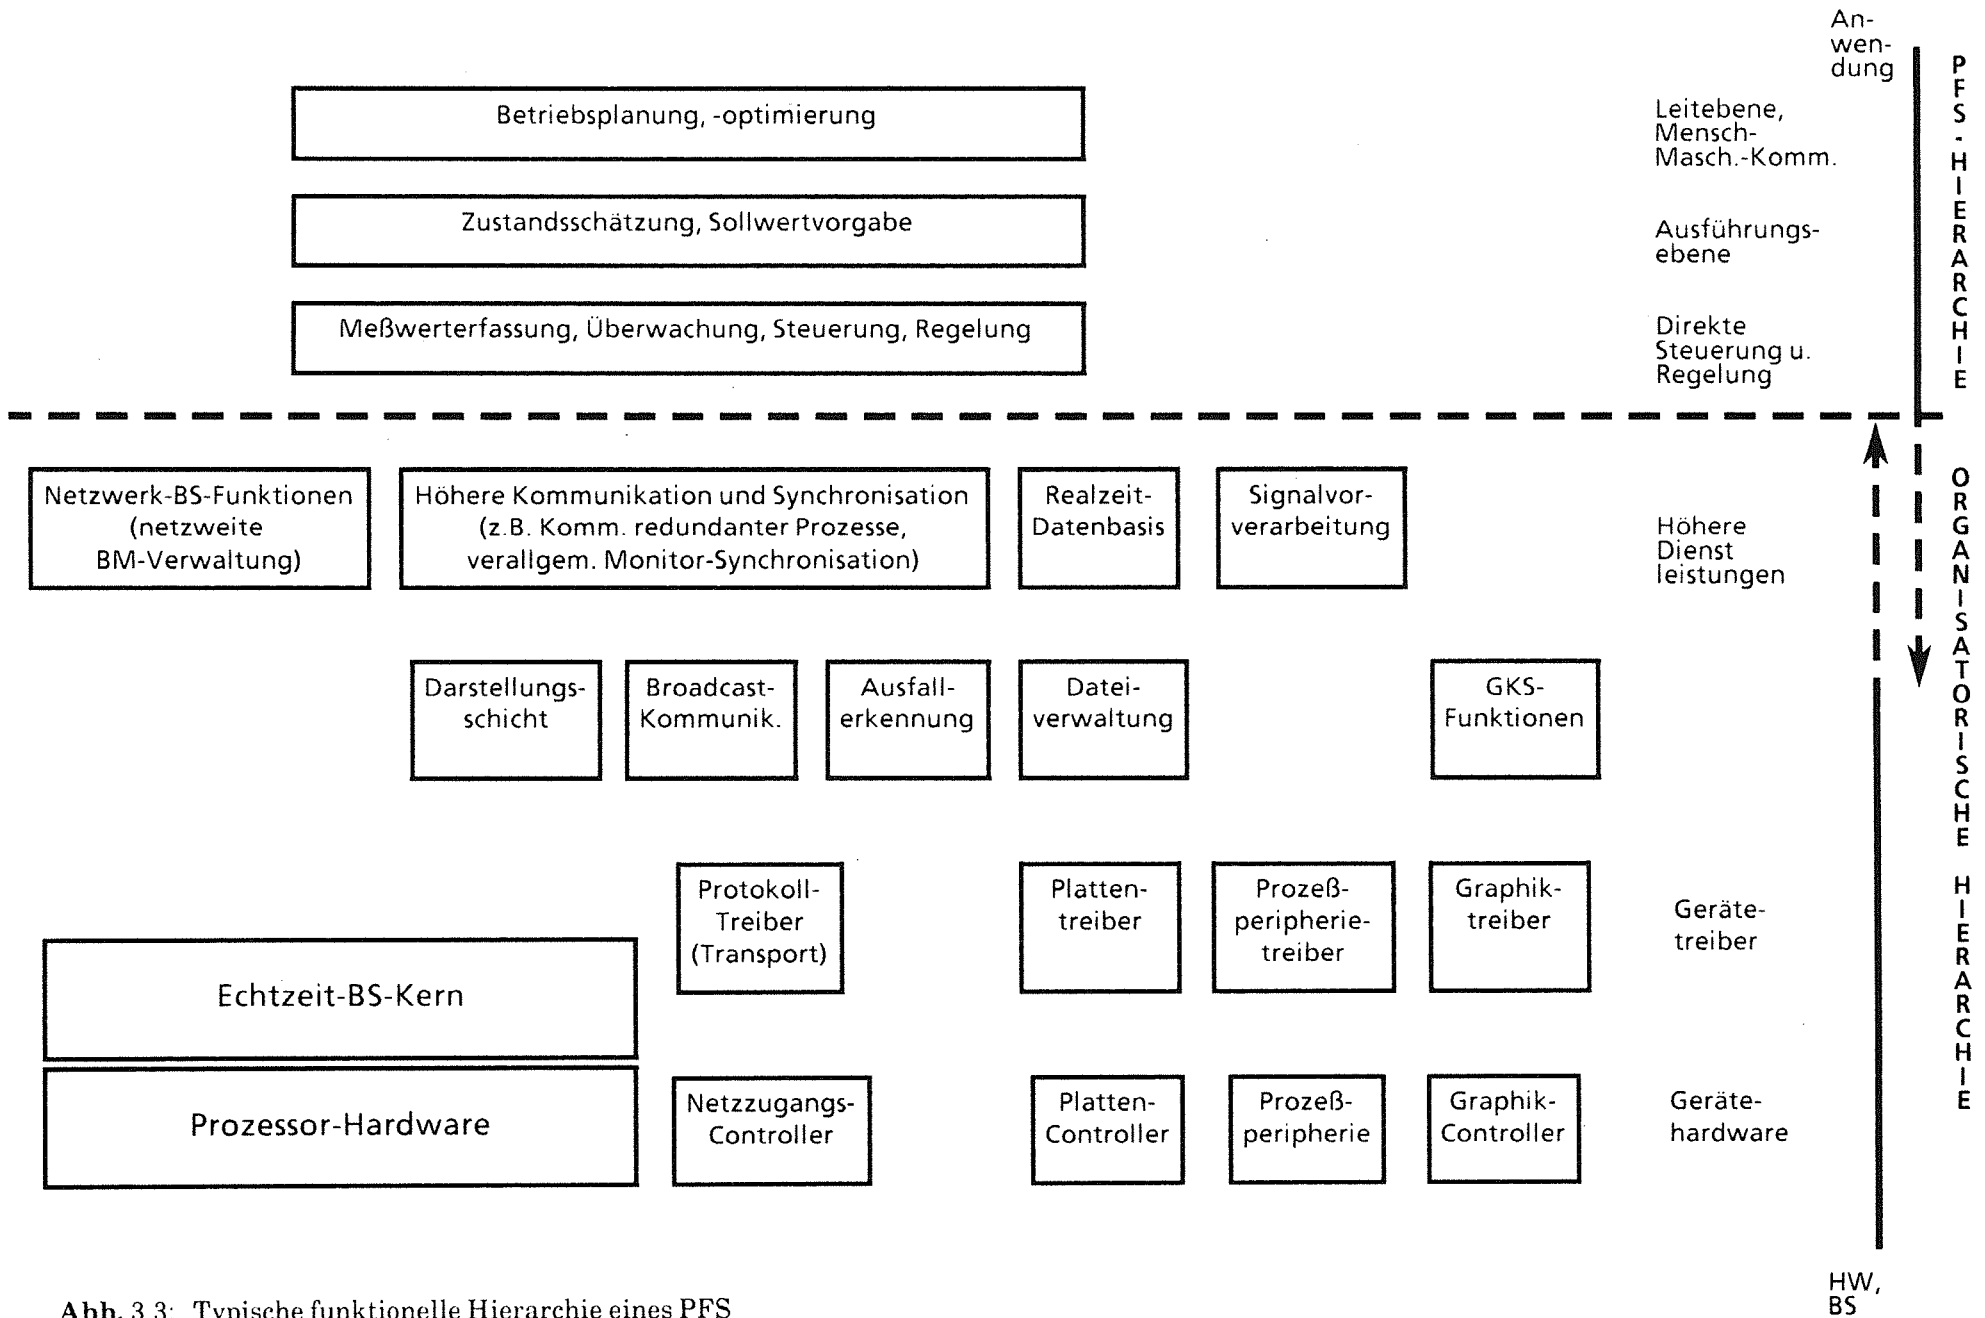 An-
wen-
dung
Betriebsplanung, -optimierung
Leitebene,
Mensch-
Masch.-Komm.
Zustandsschätzung, Sollwertvorgabe
Ausführungs-
ebene
Meßwerterfassung, Überwachung, Steuerung, Regelung
Direkte
Steuerung u.
Regelung
PFS-HIERARCHIE
Netzwerk-BS-Funktionen
(netzweite
BM-Verwaltung)
Höhere Kommunikation und Synchronisation
(z.B. Komm. redundanter Prozesse,
verallgem. Monitor-Synchronisation)
Realzeit-
Datenbasis
Signalvor-
verarbeitung
Höhere
Dienst
leistungen
Darstellungs-
schicht
Broadcast-
Kommunik.
Ausfall-
erkennung
Datei-
verwaltung
GKS-
Funktionen
Protokoll-
Treiber
(Transport)
Platten-
treiber
Prozeß-
peripherie-
treiber
Graphik-
treiber
Geräte-
treiber
Echtzeit-BS-Kern
Prozessor-Hardware
Netzzugangs-
Controller
Platten-
Controller
Prozeß-
peripherie
Graphik-
Controller
Geräte-
hardware
ORGANISATORISCHE HIERARCHIE
HW,
BS
Abb. 3.3: Typische funktionelle Hierarchie eines PFS